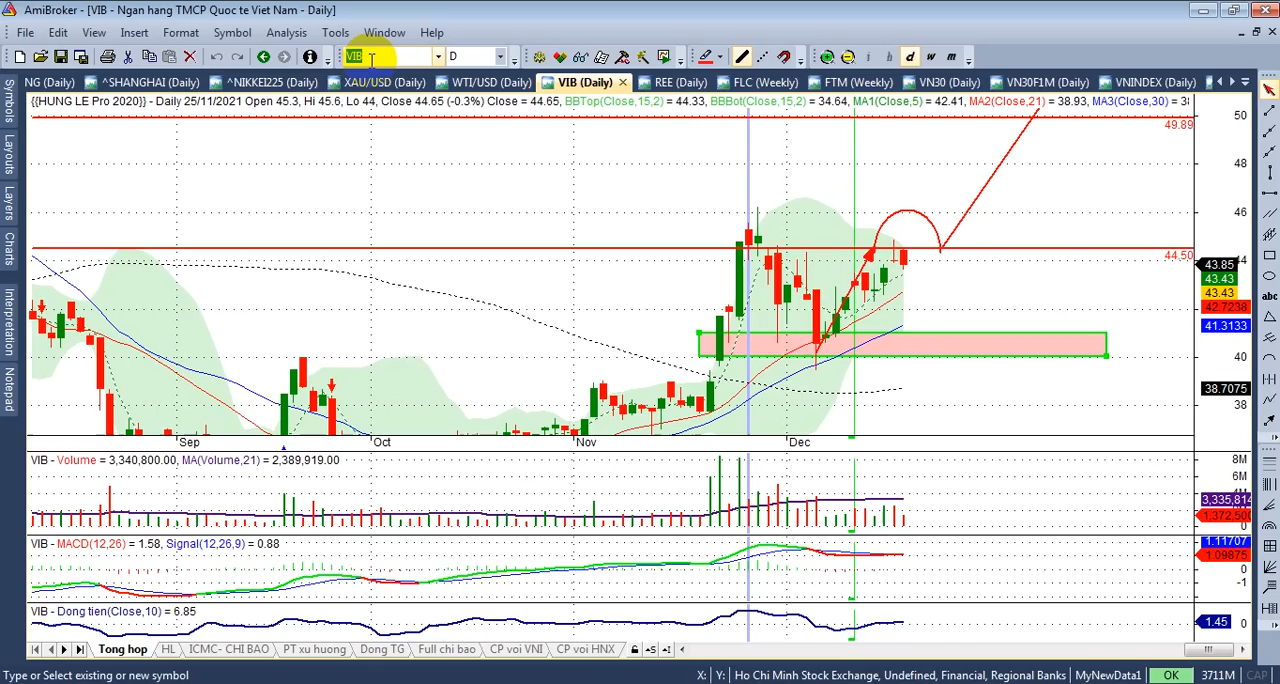 AmiBroker - [VIB - Ngan hang TMCP Quoc te Viet Nam - Daily]
File Edit View Insert Format Symbol Analysis Tools Window Help
VIB D h d w m
NG (Daily) ^SHANGHAI (Daily) ^NIKKEI225 (Daily) XAU/USD (Daily) WTI/USD (Daily) VIB (Daily) REE (Daily) FLC (Weekly) FTM (Weekly) VN30 (Daily) VN30F1M (Daily) VNINDEX (Daily)
{{HUNG LE Pro 2020}} - Daily 25/11/2021 Open 45.3, Hi 45.6, Lo 44, Close 44.65 (-0.3%) Close = 44.65, BBTop(Close,15,2) = 44.33, BBBot(Close,15,2) = 34.64, MA1(Close,5) = 42.41, MA2(Close,21) = 38.93, MA3(Close,30) = 38
Symbols
Layouts
Layers
Charts
Interpretation
Notepad
abc
50
49.89
48
46
44.50
44
43.85
43.43
43.43
42.7238
41.3133
40
38.7075
38
Sep Oct Nov Dec
VIB - Volume = 3,340,800.00, MA(Volume,21) = 2,389,919.00
8M
6M
3,335,814
1,372,500
0
VIB - MACD(12,26) = 1.58, Signal(12,26,9) = 0.88
1.11707
1.09875
0
-1
VIB - Dong tien(Close,10) = 6.85
1.45 0
Tong hop HL ICMC- CHI BAO PT xu huong Dong TG Full chi bao CP voi VNI CP voi HNX
Type or Select existing or new symbol X: Y: Ho Chi Minh Stock Exchange, Undefined, Financial, Regional Banks MyNewData1 OK 3711M CAP